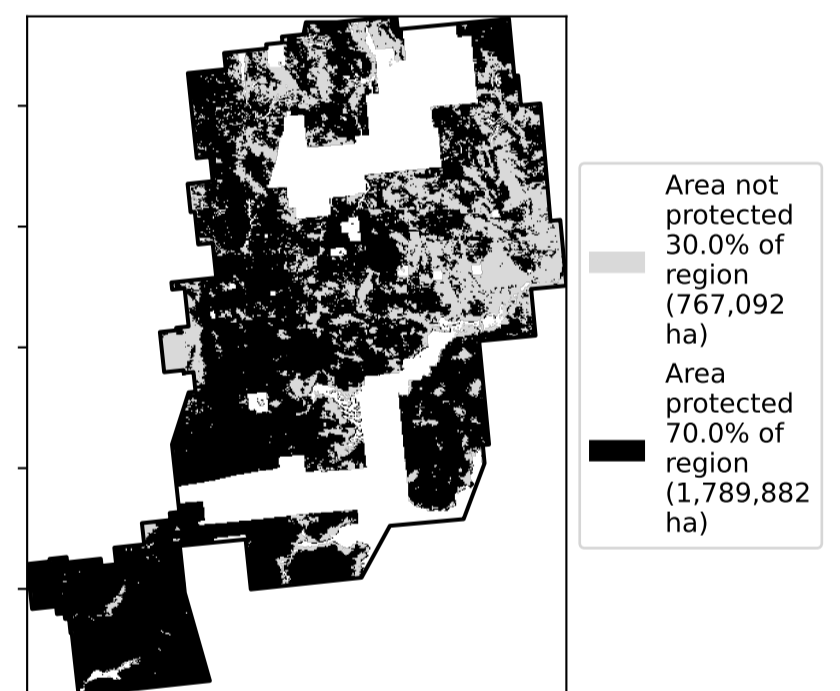 Area not
protected
30.0% of
region
(767,092
ha)
Area
protected
70.0% of
region
(1,789,882
ha)